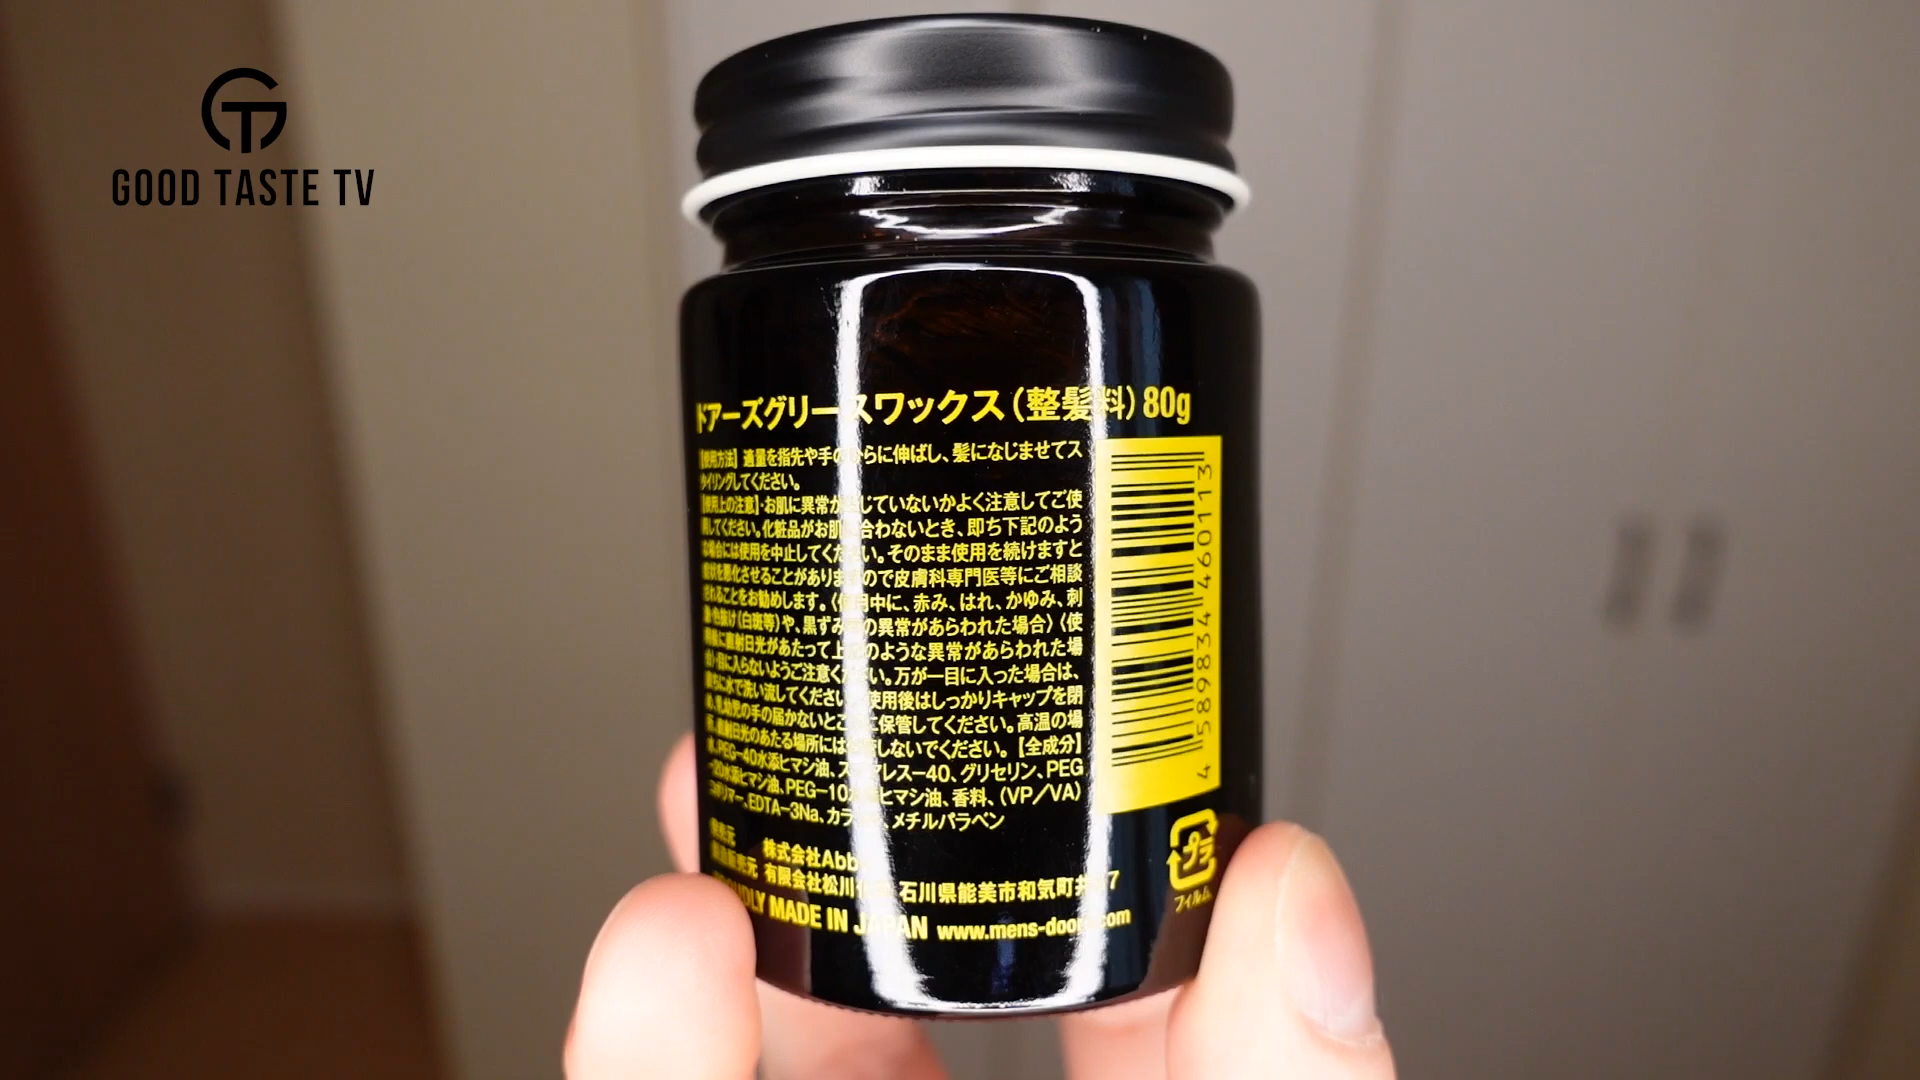 GT
GOOD TASTE TV
ドアーズグリースワックス（整髪料）80g
【使用方法】適量を指先や手のひらに伸ばし、髪になじませてス
タイリングしてください。
【使用上の注意】・お肌に異常が生じていないかよく注意してご使
用してください。化粧品がお肌に合わないとき、即ち下記のよう
な場合には使用を中止してください。そのまま使用を続けますと
症状を悪化させることがありますので皮膚科専門医等にご相談
されることをお勧めします。〈使用中に、赤み、はれ、かゆみ、刺
激・色抜け（白斑等）や、黒ずみ等の異常があらわれた場合〉〈使
直射日光があたって上記のような異常があらわれた場
目に入らないようご注意ください。万が一目に入った場合は、
直ちに水で洗い流してください。使用後はしっかりキャップを閉
め、乳幼児の手の届かないところに保管してください。高温の場
所、直射日光のあたる場所にはしないでください。【全成分】
水、PEG-40水添ヒマシ油、ステアレス-40、グリセリン、PEG
-20水添ヒマシ油、PEG-10水添ヒマシ油、香料、（VP／VA）
コポリマー、EDTA-3Na、カラメル、メチルパラベン
発売元 株式会社Abb
製造販売元 有限会社松川化 石川県能美市和気町井 7
PROUDLY MADE IN JAPAN www.mens-doors.com
4 589834 460113
プラ
フィルム